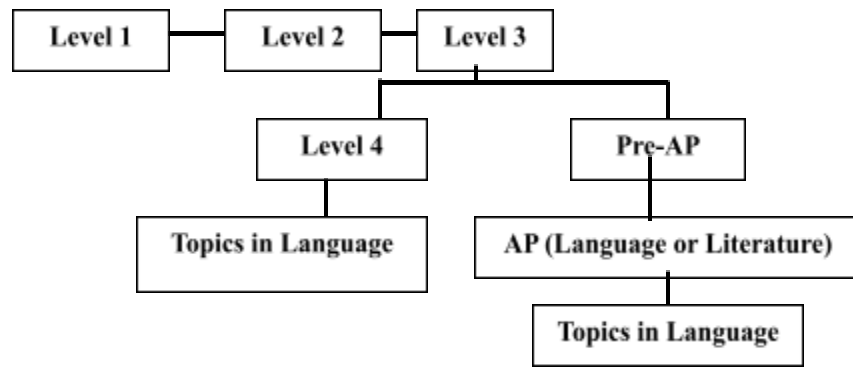 Level 1
Level 2
Level 3
Level 4
Pre-AP
Topics in Language
AP (Language or Literature)
Topics in Language